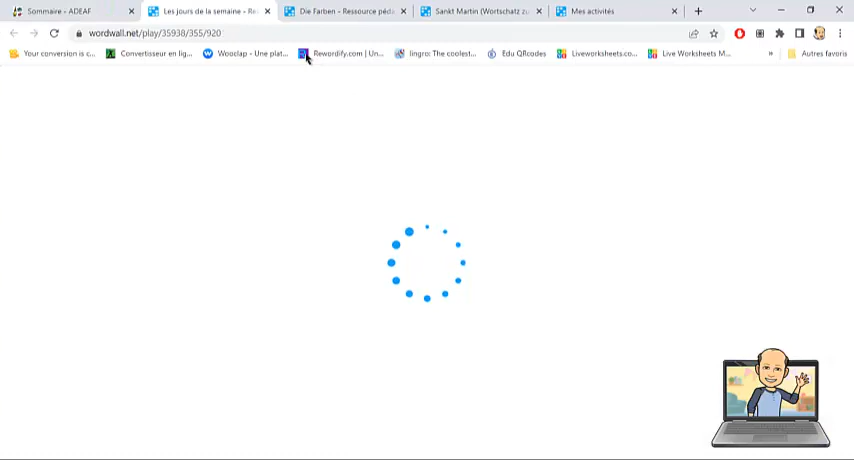 Sommaire - ADEAF
Les jours de la semaine - Re
Die Farben - Ressource péda
Sankt Martin (Wortschatz zu
Mes activités
wordwall.net/play/35938/355/920
Your conversion is c...
Convertisseur en lig...
Wooclap - Une plat...
Rewordify.com | Un...
lingro: The coolest...
Edu QRcodes
Liveworksheets.co...
Live Worksheets M...
»
Autres favoris